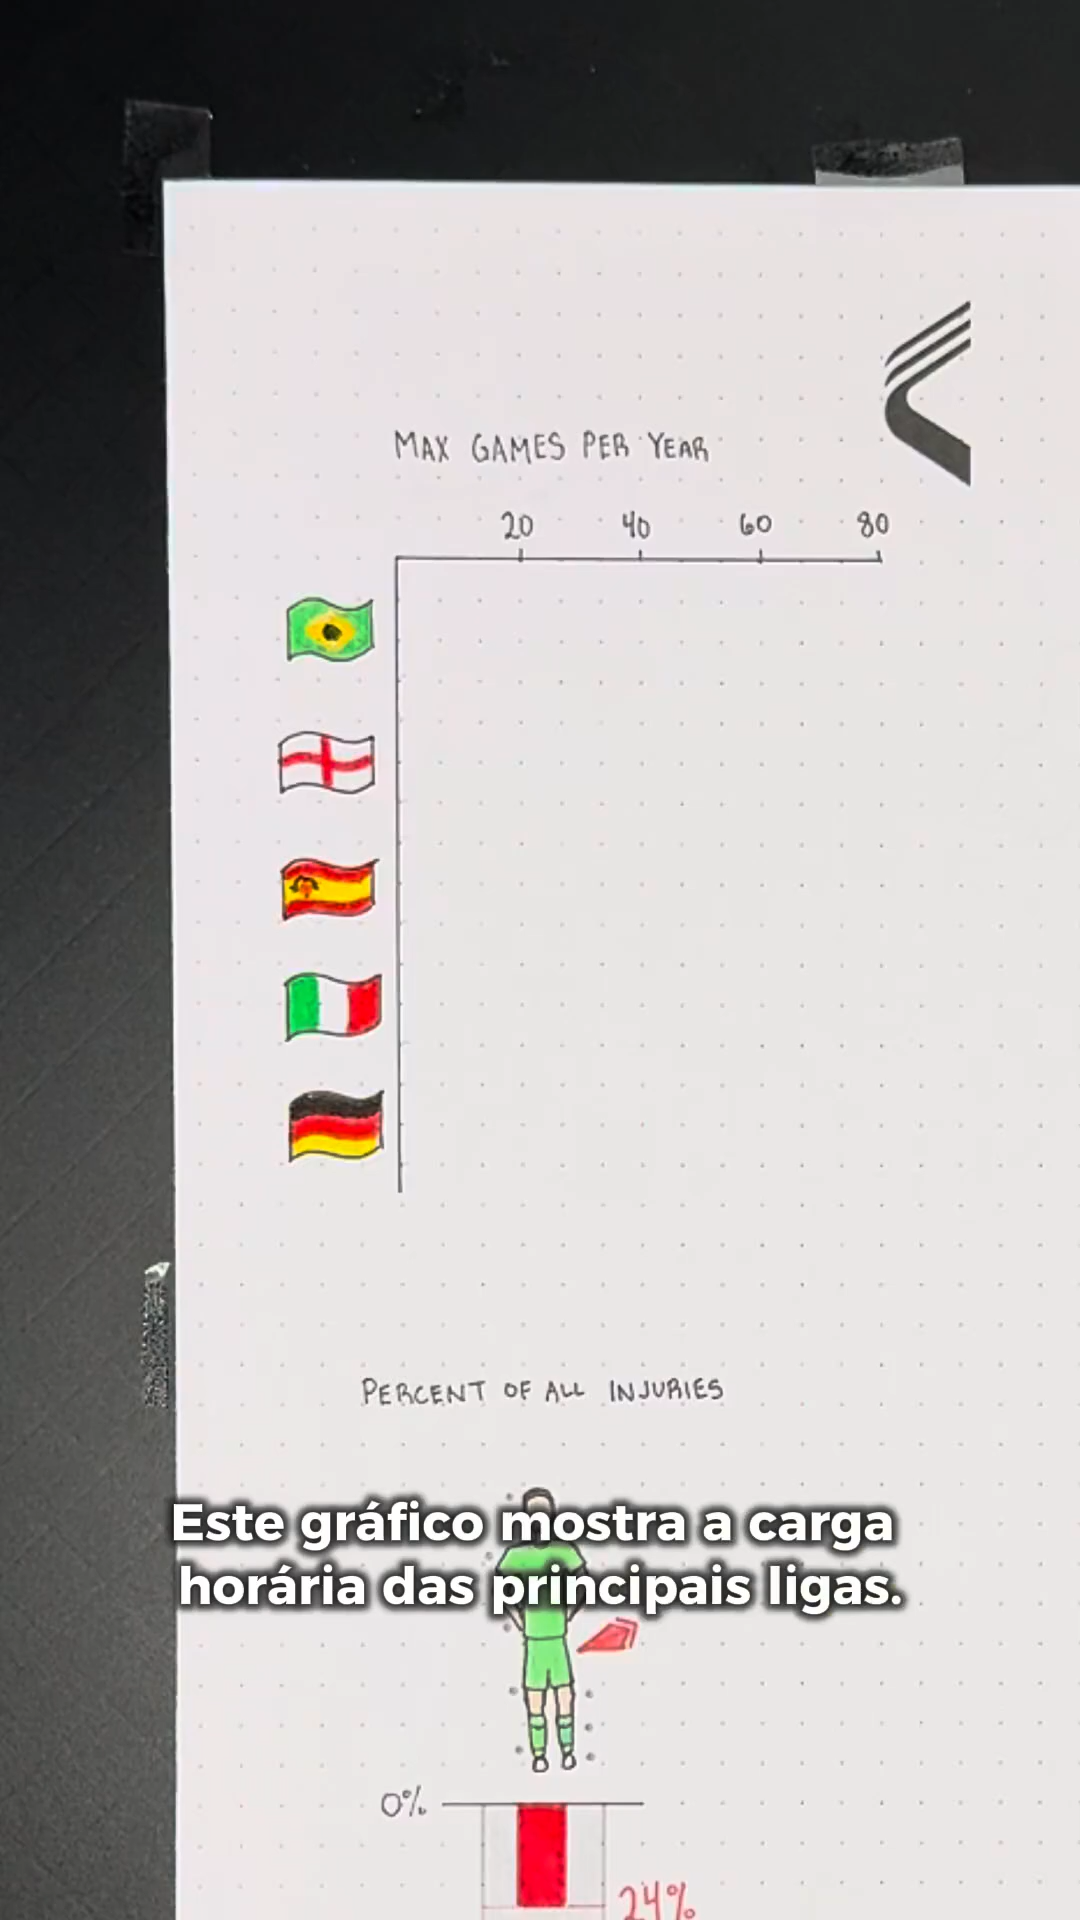 MAX GAMES PER YEAR
20 40 60 80
PERCENT OF ALL INJURIES
Este gráfico mostra a carga
horária das principais ligas.
0%
24%